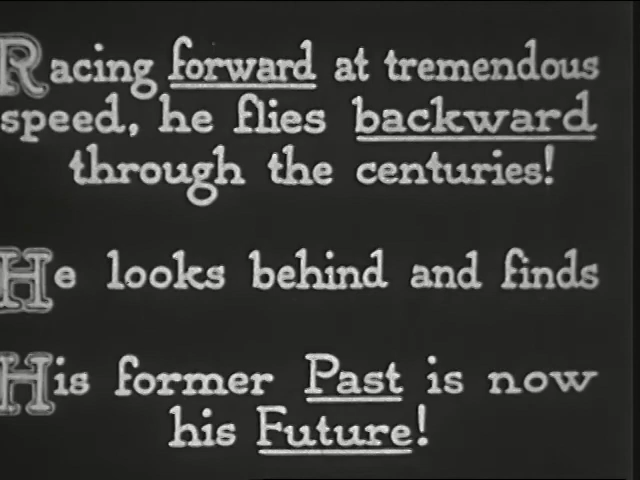 Racing forward at tremendous
speed, he flies backward
through the centuries!
He looks behind and finds
His former Past is now
his Future!